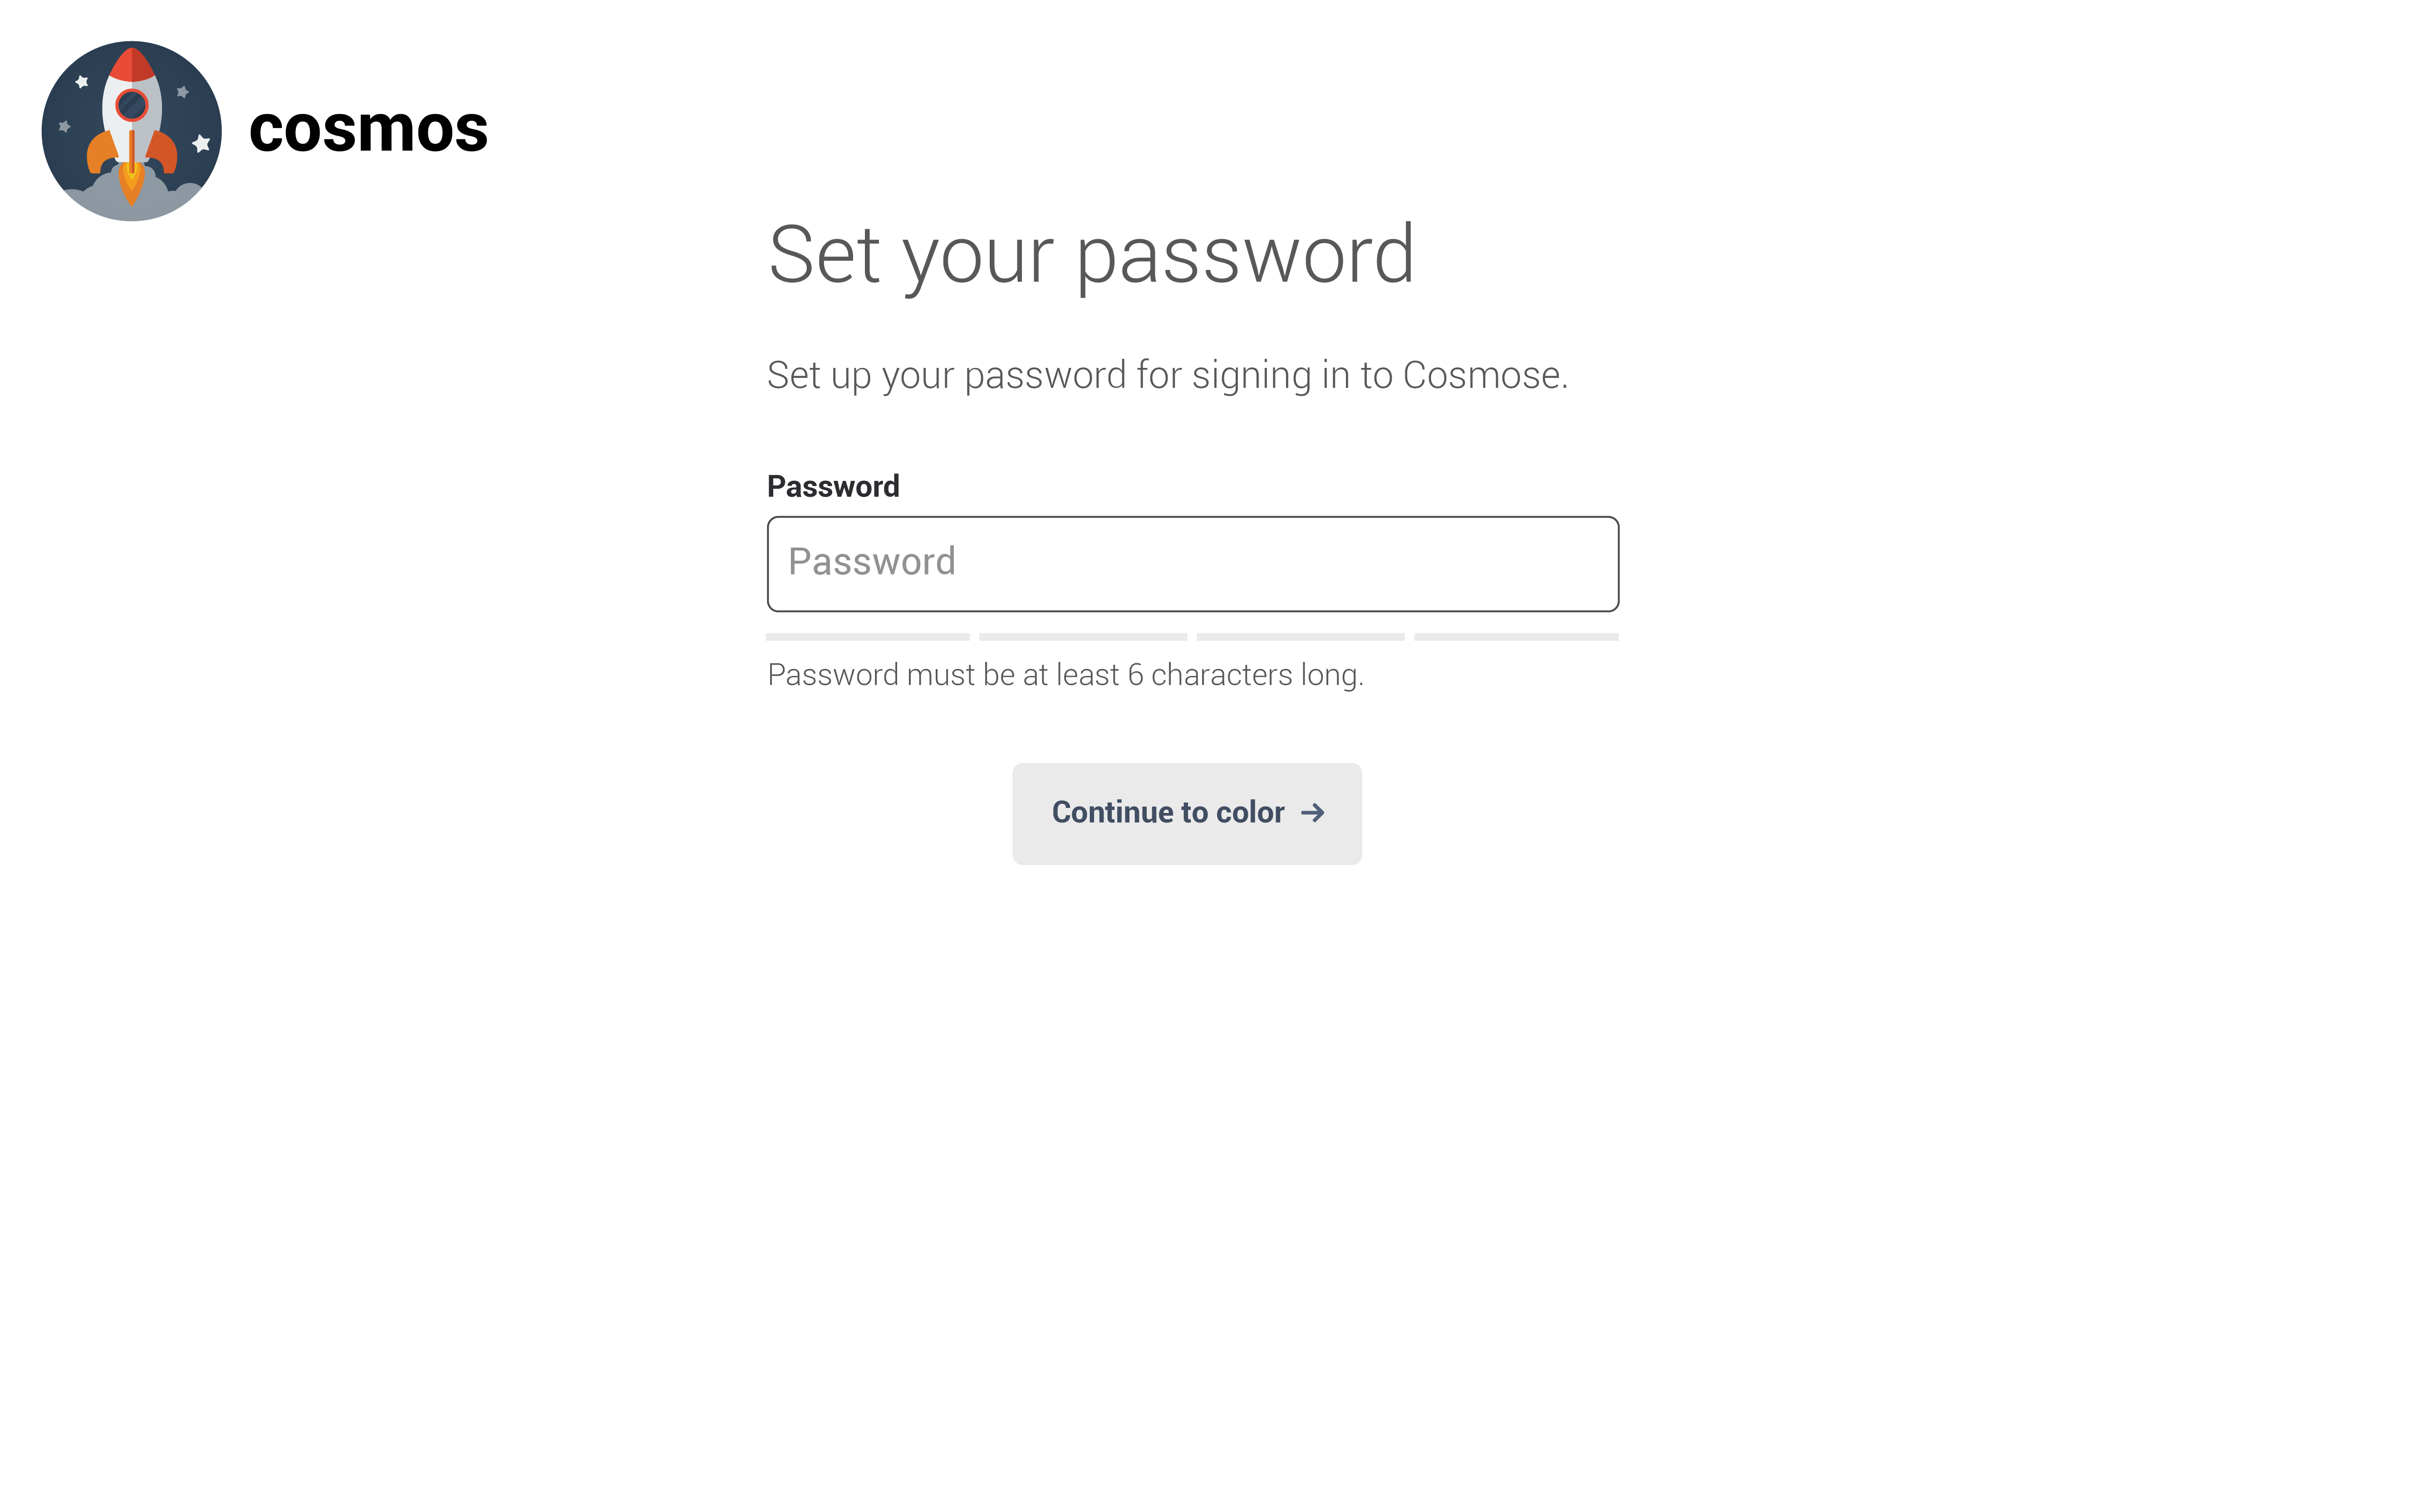 cosmos
Set your password
Set up your password for signing in to Cosmose.
Password
Password
Password must be at least 6 characters long.
Continue to color →